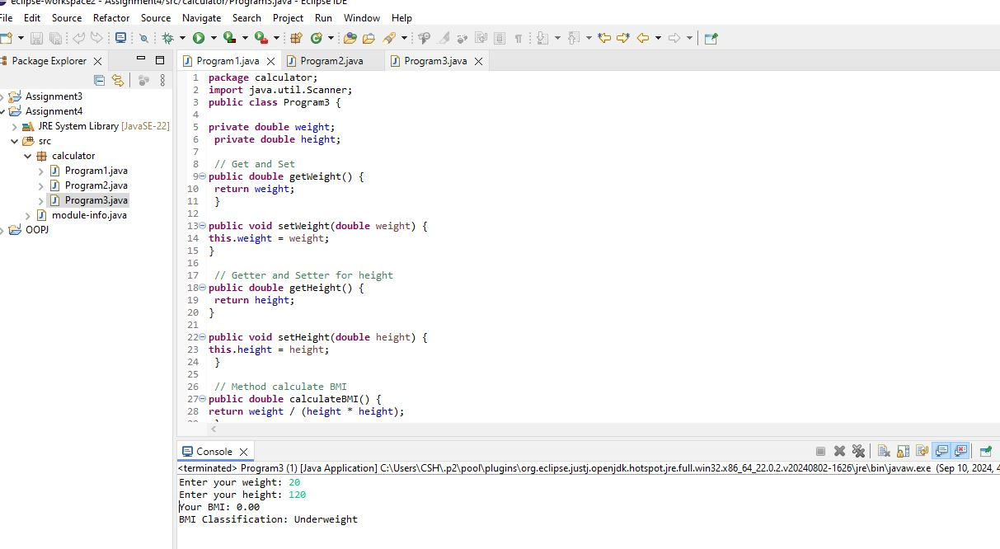 eclipse-workspace2 - Assignment4/src/calculator/Program3.java - Eclipse IDE
File Edit Source Refactor Source Navigate Search Project Run Window Help
Package Explorer
Program1.java Program2.java Program3.java
Assignment3
Assignment4
JRE System Library [JavaSE-22]
src
calculator
Program1.java
Program2.java
Program3.java
module-info.java
OOPJ
1 package calculator;
2 import java.util.Scanner;
3 public class Program3 {
4
5 private double weight;
6 private double height;
7
8 // Get and Set
9 public double getWeight() {
10 return weight;
11 }
12
13 public void setWeight(double weight) {
14 this.weight = weight;
15 }
16
17 // Getter and Setter for height
18 public double getHeight() {
19 return height;
20 }
21
22 public void setHeight(double height) {
23 this.height = height;
24 }
25
26 // Method calculate BMI
27 public double calculateBMI() {
28 return weight / (height * height);
Console
<terminated> Program3 (1) [Java Application] C:\Users\CSH\.p2\pool\plugins\org.eclipse.justj.openjdk.hotspot.jre.full.win32.x86_64_22.0.2.v20240802-1626\jre\bin\javaw.exe (Sep 10, 2024, 4
Enter your weight: 20
Enter your height: 120
Your BMI: 0.00
BMI Classification: Underweight